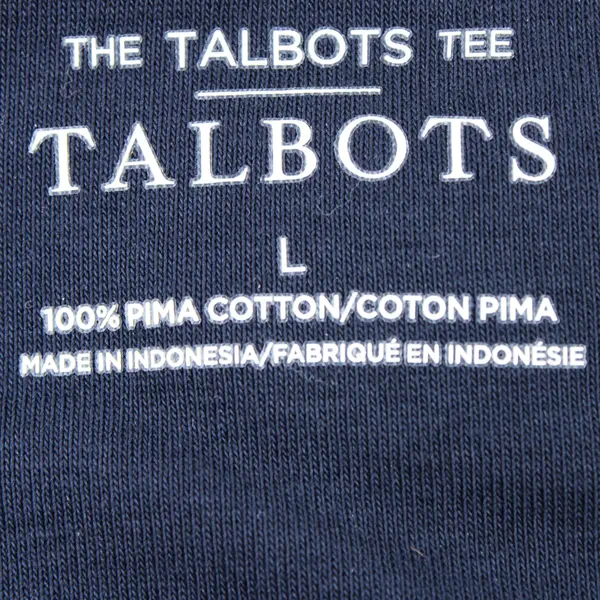 THE TALBOTS TEE
TALBOTS
L
100% PIMA COTTON/COTON PIMA
MADE IN INDONESIA/FABRIQUÉ EN INDONÉSIE